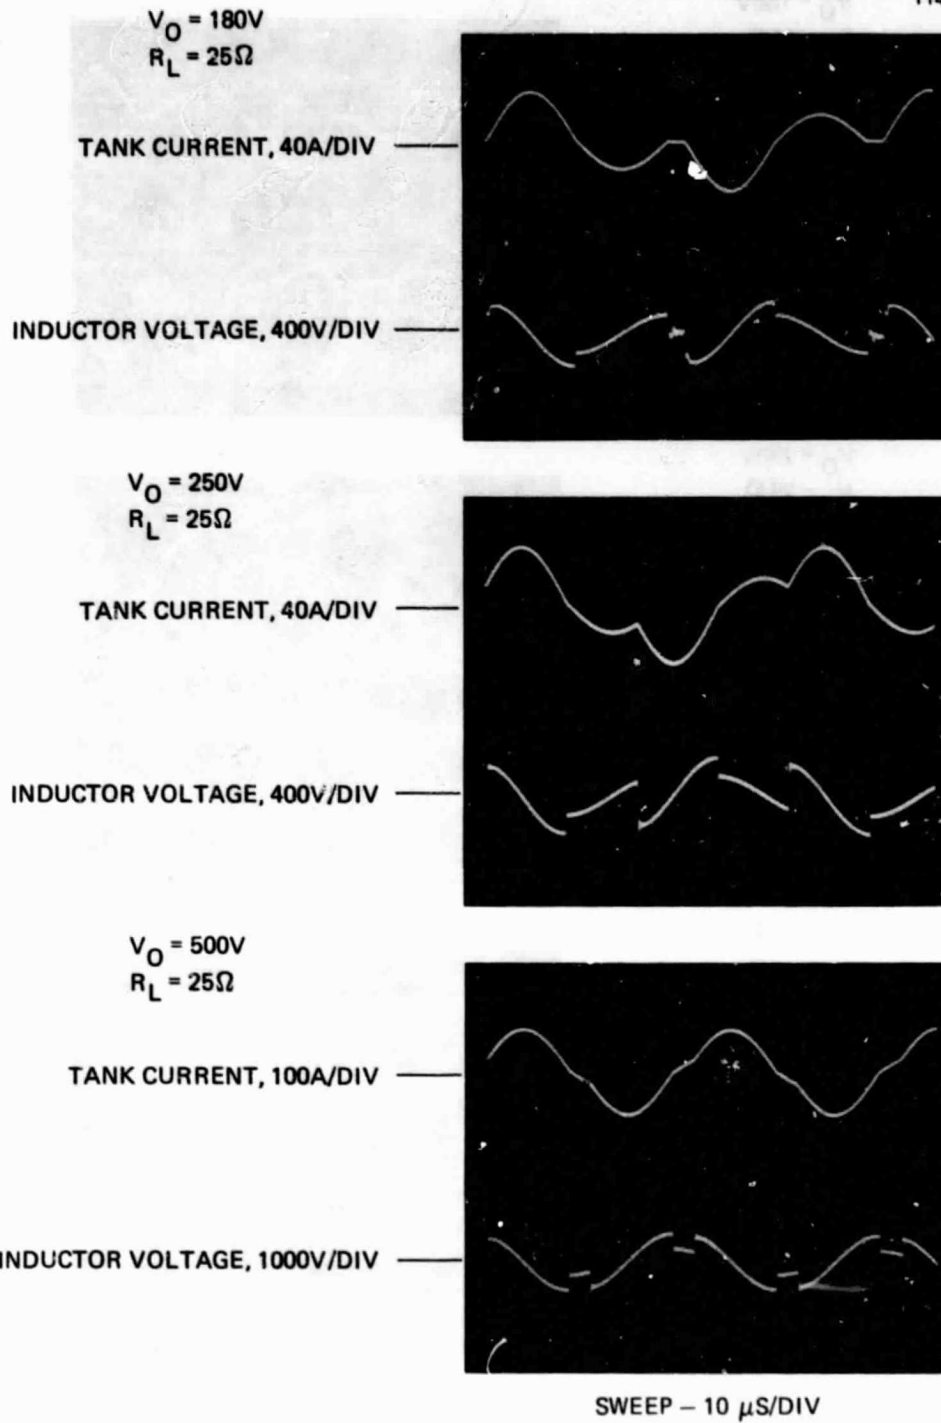 V_O = 180V
R_L = 25Ω
TANK CURRENT, 40A/DIV
INDUCTOR VOLTAGE, 400V/DIV
V_O = 250V
R_L = 25Ω
TANK CURRENT, 40A/DIV
INDUCTOR VOLTAGE, 400V/DIV
V_O = 500V
R_L = 25Ω
TANK CURRENT, 100A/DIV
INDUCTOR VOLTAGE, 1000V/DIV
SWEEP – 10 μS/DIV